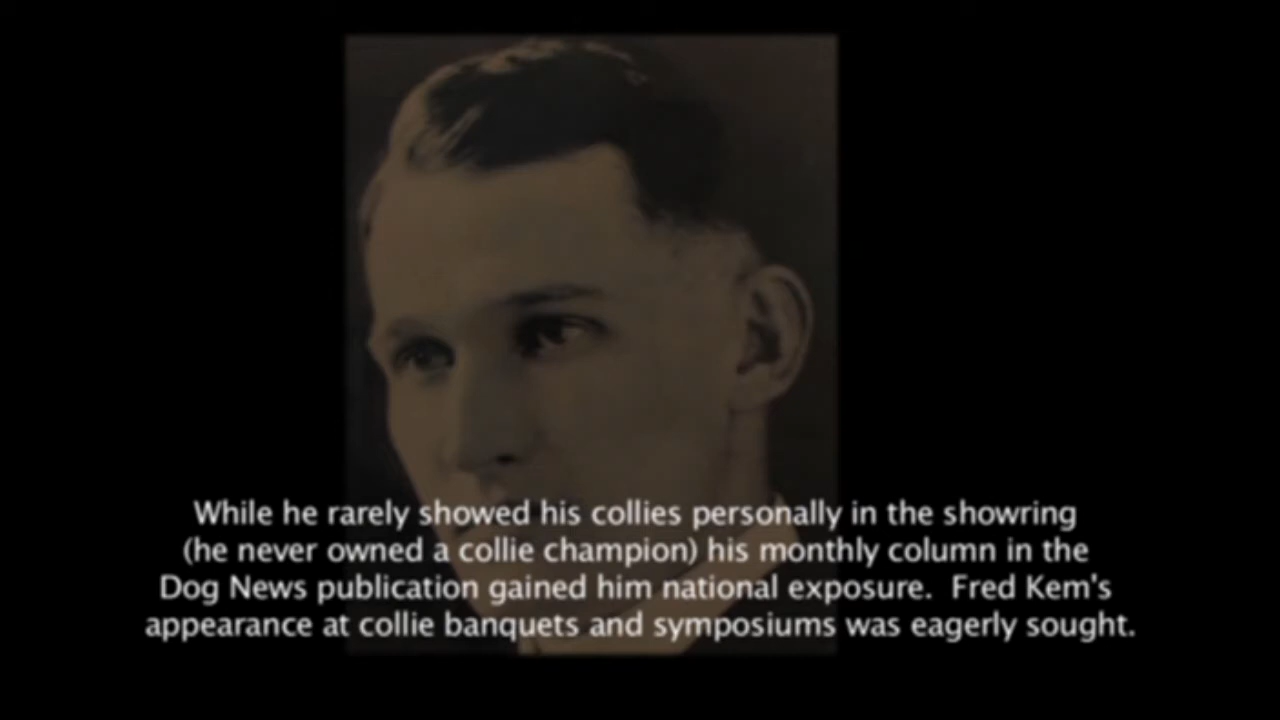 While he rarely showed his collies personally in the showring
(he never owned a collie champion) his monthly column in the
Dog News publication gained him national exposure.  Fred Kem's
appearance at collie banquets and symposiums was eagerly sought.